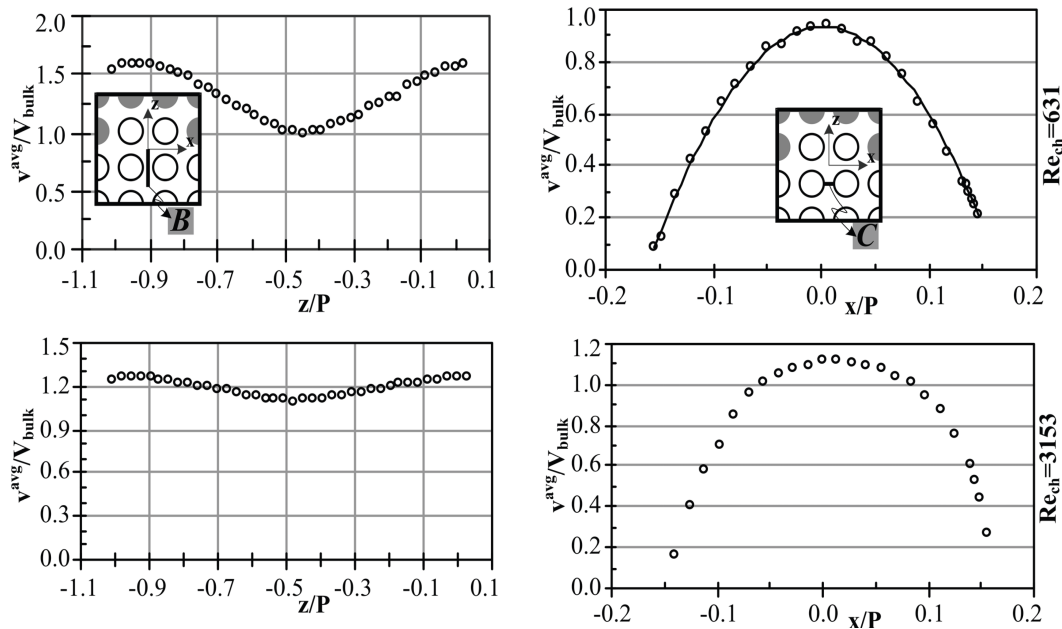 2.0
1.5
1.0
0.5
0.0
v^avg/V_bulk
z
x
B
-1.1 -0.9 -0.7 -0.5 -0.3 -0.1 0.1
z/P
1.0
0.8
0.6
0.4
0.2
0.0
v^avg/V_bulk
z
x
C
-0.2 -0.1 0.0 0.1 0.2
x/P
Re_ch=631
1.5
1.2
0.9
0.6
0.3
0.0
v^avg/V_bulk
-1.1 -0.9 -0.7 -0.5 -0.3 -0.1 0.1
z/P
1.2
1.0
0.8
0.6
0.4
0.2
0.0
v^avg/V_bulk
-0.2 -0.1 0.0 0.1 0.2
x/P
Re_ch=3153